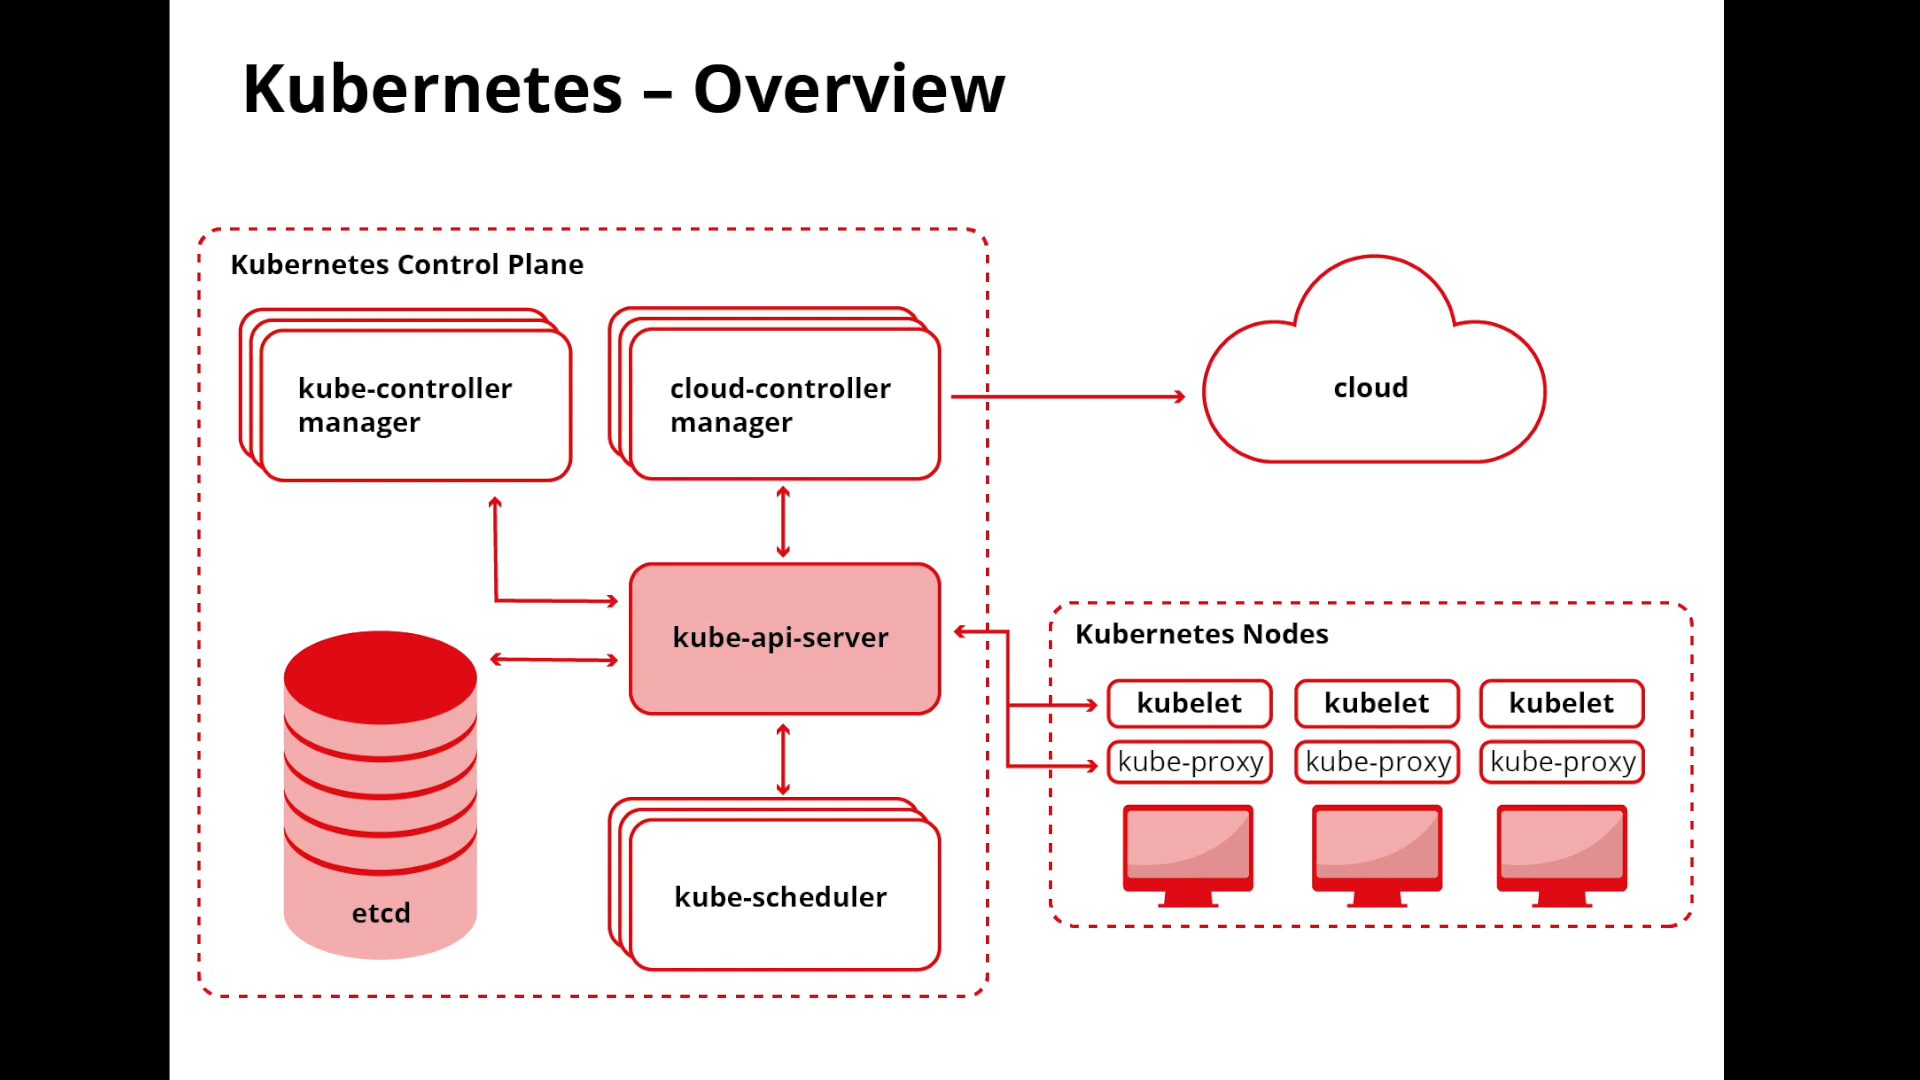 Kubernetes – Overview
Kubernetes Control Plane
kube-controller
manager
cloud-controller
manager
cloud
kube-api-server
etcd
kube-scheduler
Kubernetes Nodes
kubelet kubelet kubelet
kube-proxy kube-proxy kube-proxy